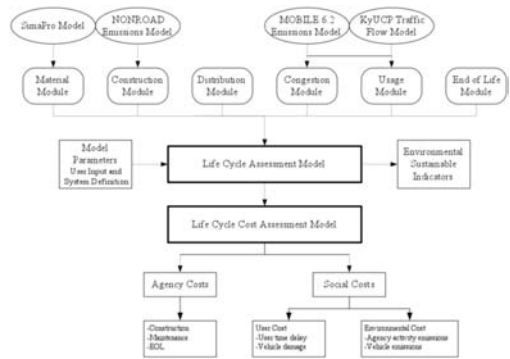 SimaPro Model
NONROAD
Emissions Model
MOBILE 6.2
Emissions Model
KyUCP Traffic
Flow Model
Material
Module
Construction
Module
Distribution
Module
Congestion
Module
Usage
Module
End of Life
Module
Model
Parameters
User Input and
System Definition
Life Cycle Assessment Model
Environmental
Sustainable
Indicators
Life Cycle Cost Assessment Model
Agency Costs
Social Costs
-Construction
-Maintenance
-EOL
User Cost
-User time delay
-Vehicle damage
Environmental Cost
-Agency activity emissions
-Vehicle emissions